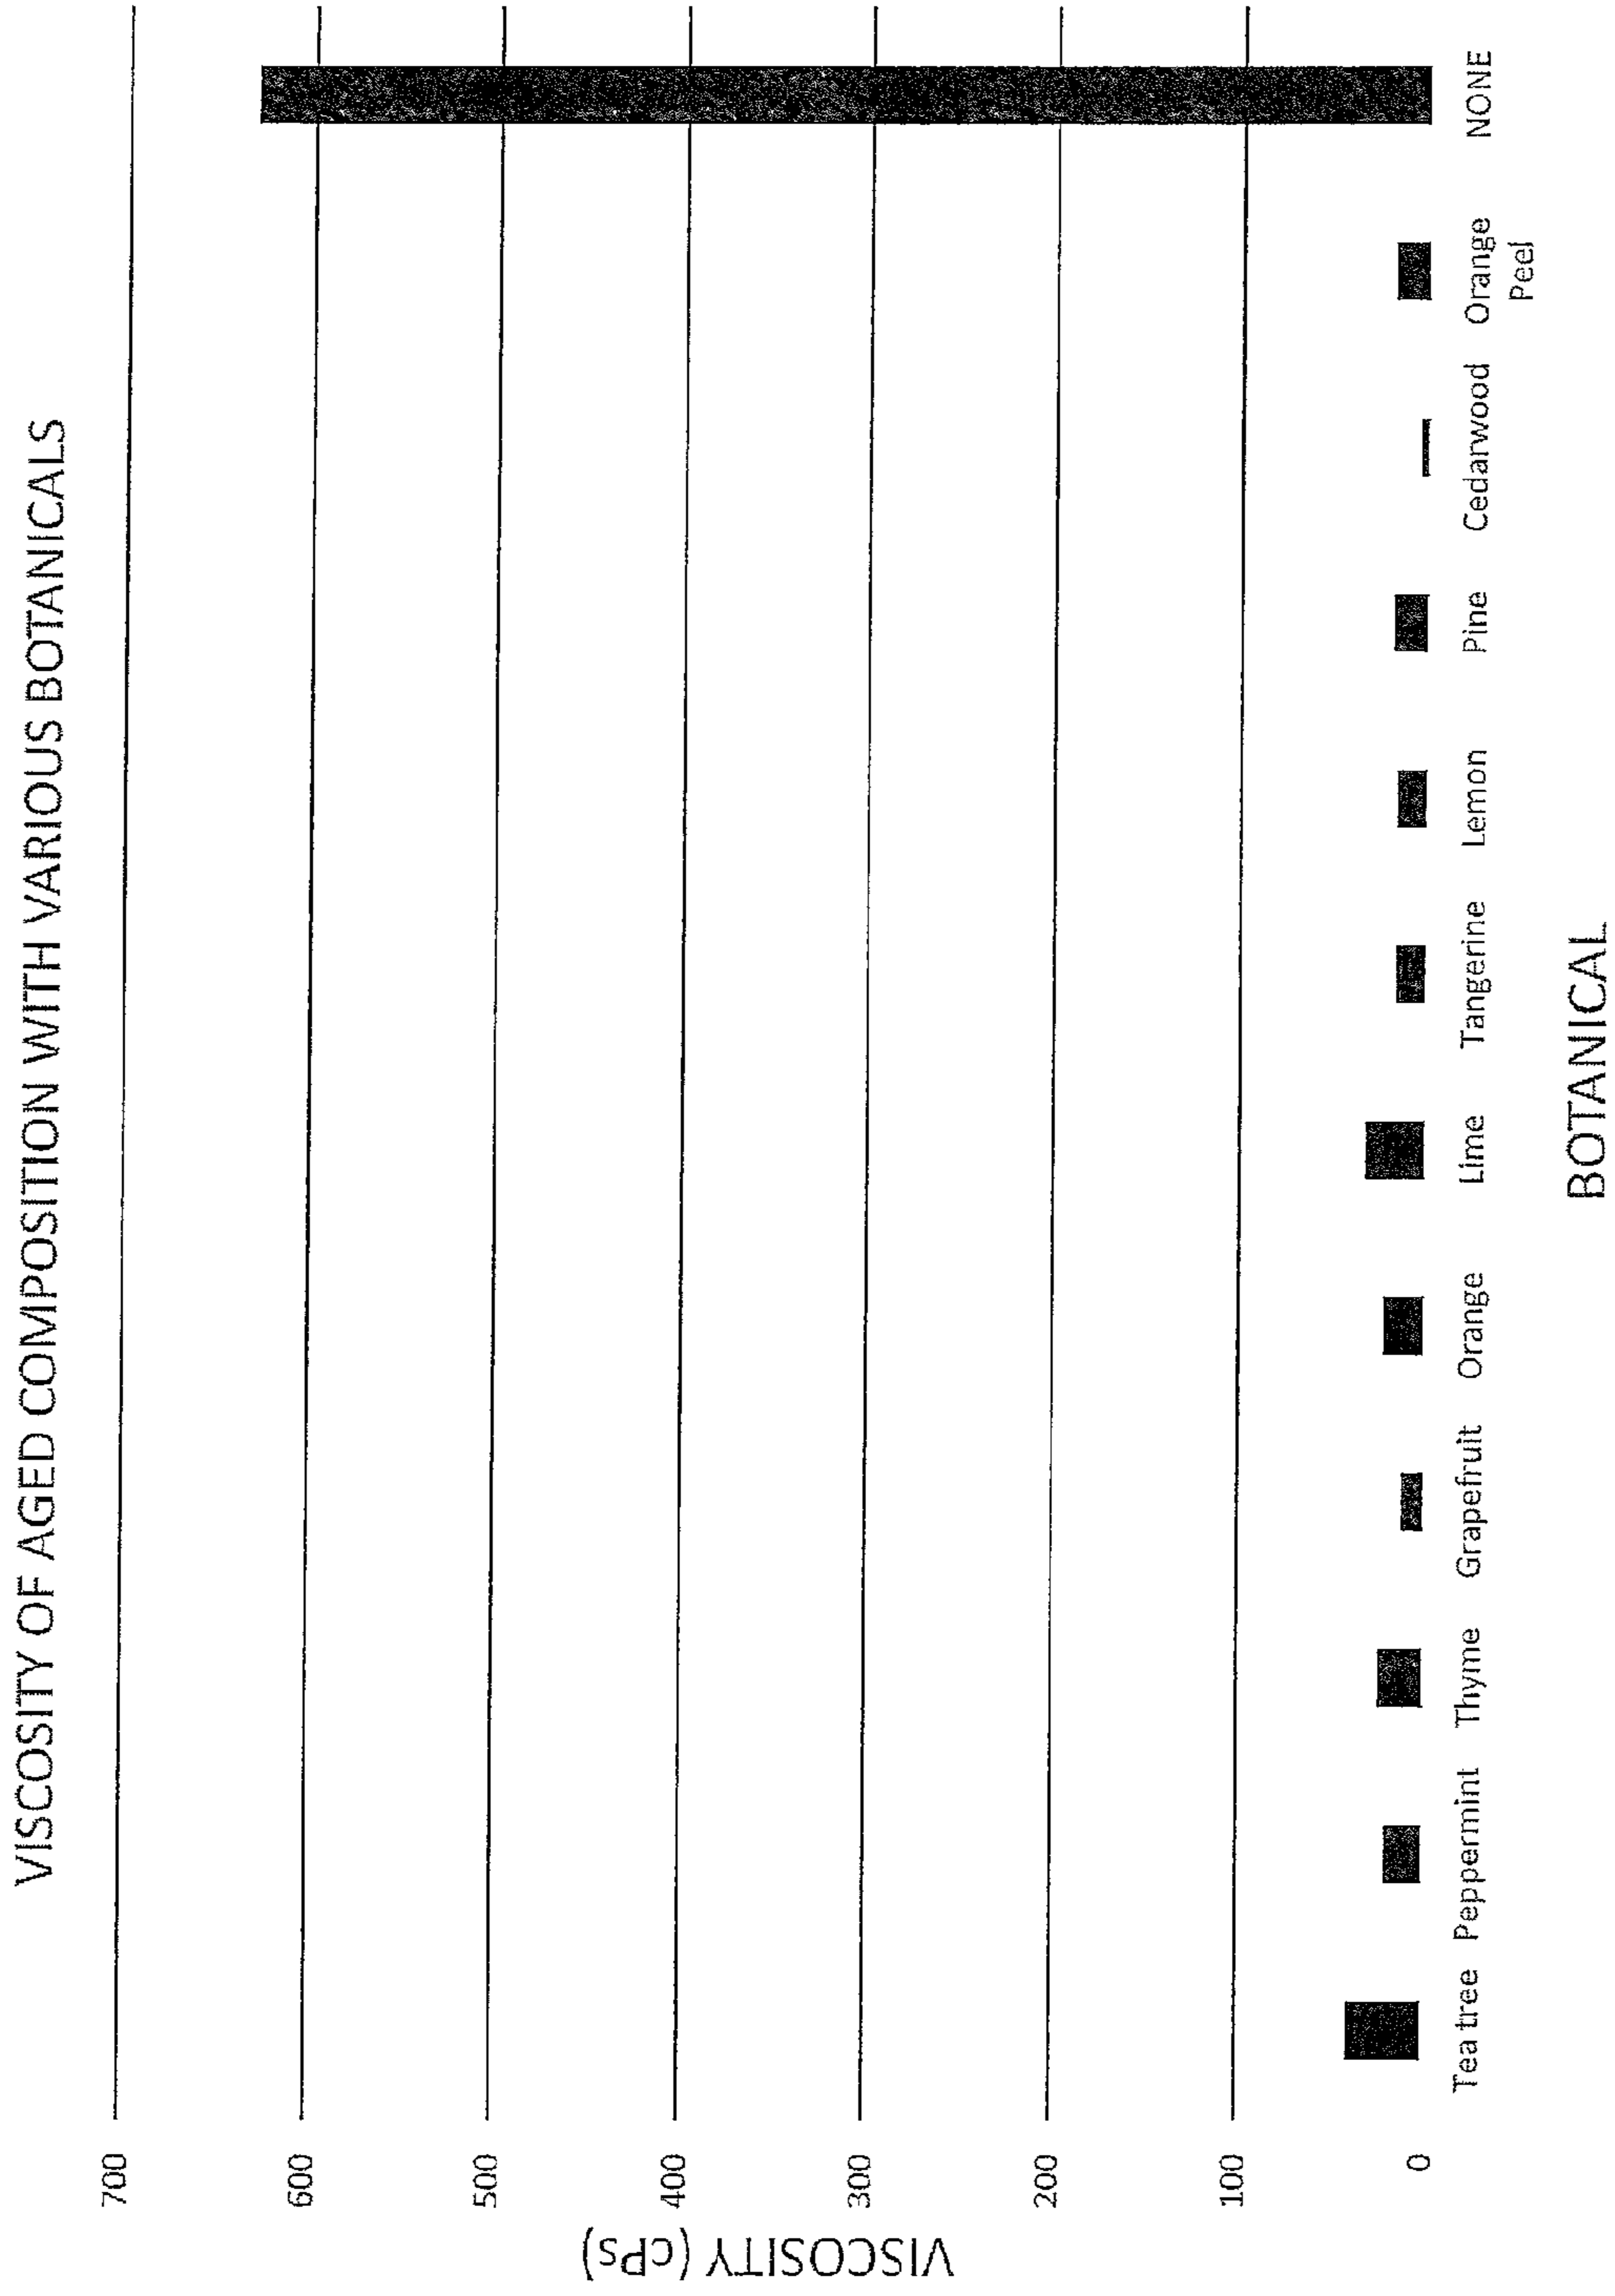 VISCOSITY OF AGED COMPOSITION WITH VARIOUS BOTANICALS
VISCOSITY (cPs)
700
600
500
400
300
200
100
0
Tea tree Peppermint Thyme Grapefruit Orange Lime Tangerine Lemon Pine Cedarwood Orange NONE
Peel
BOTANICAL